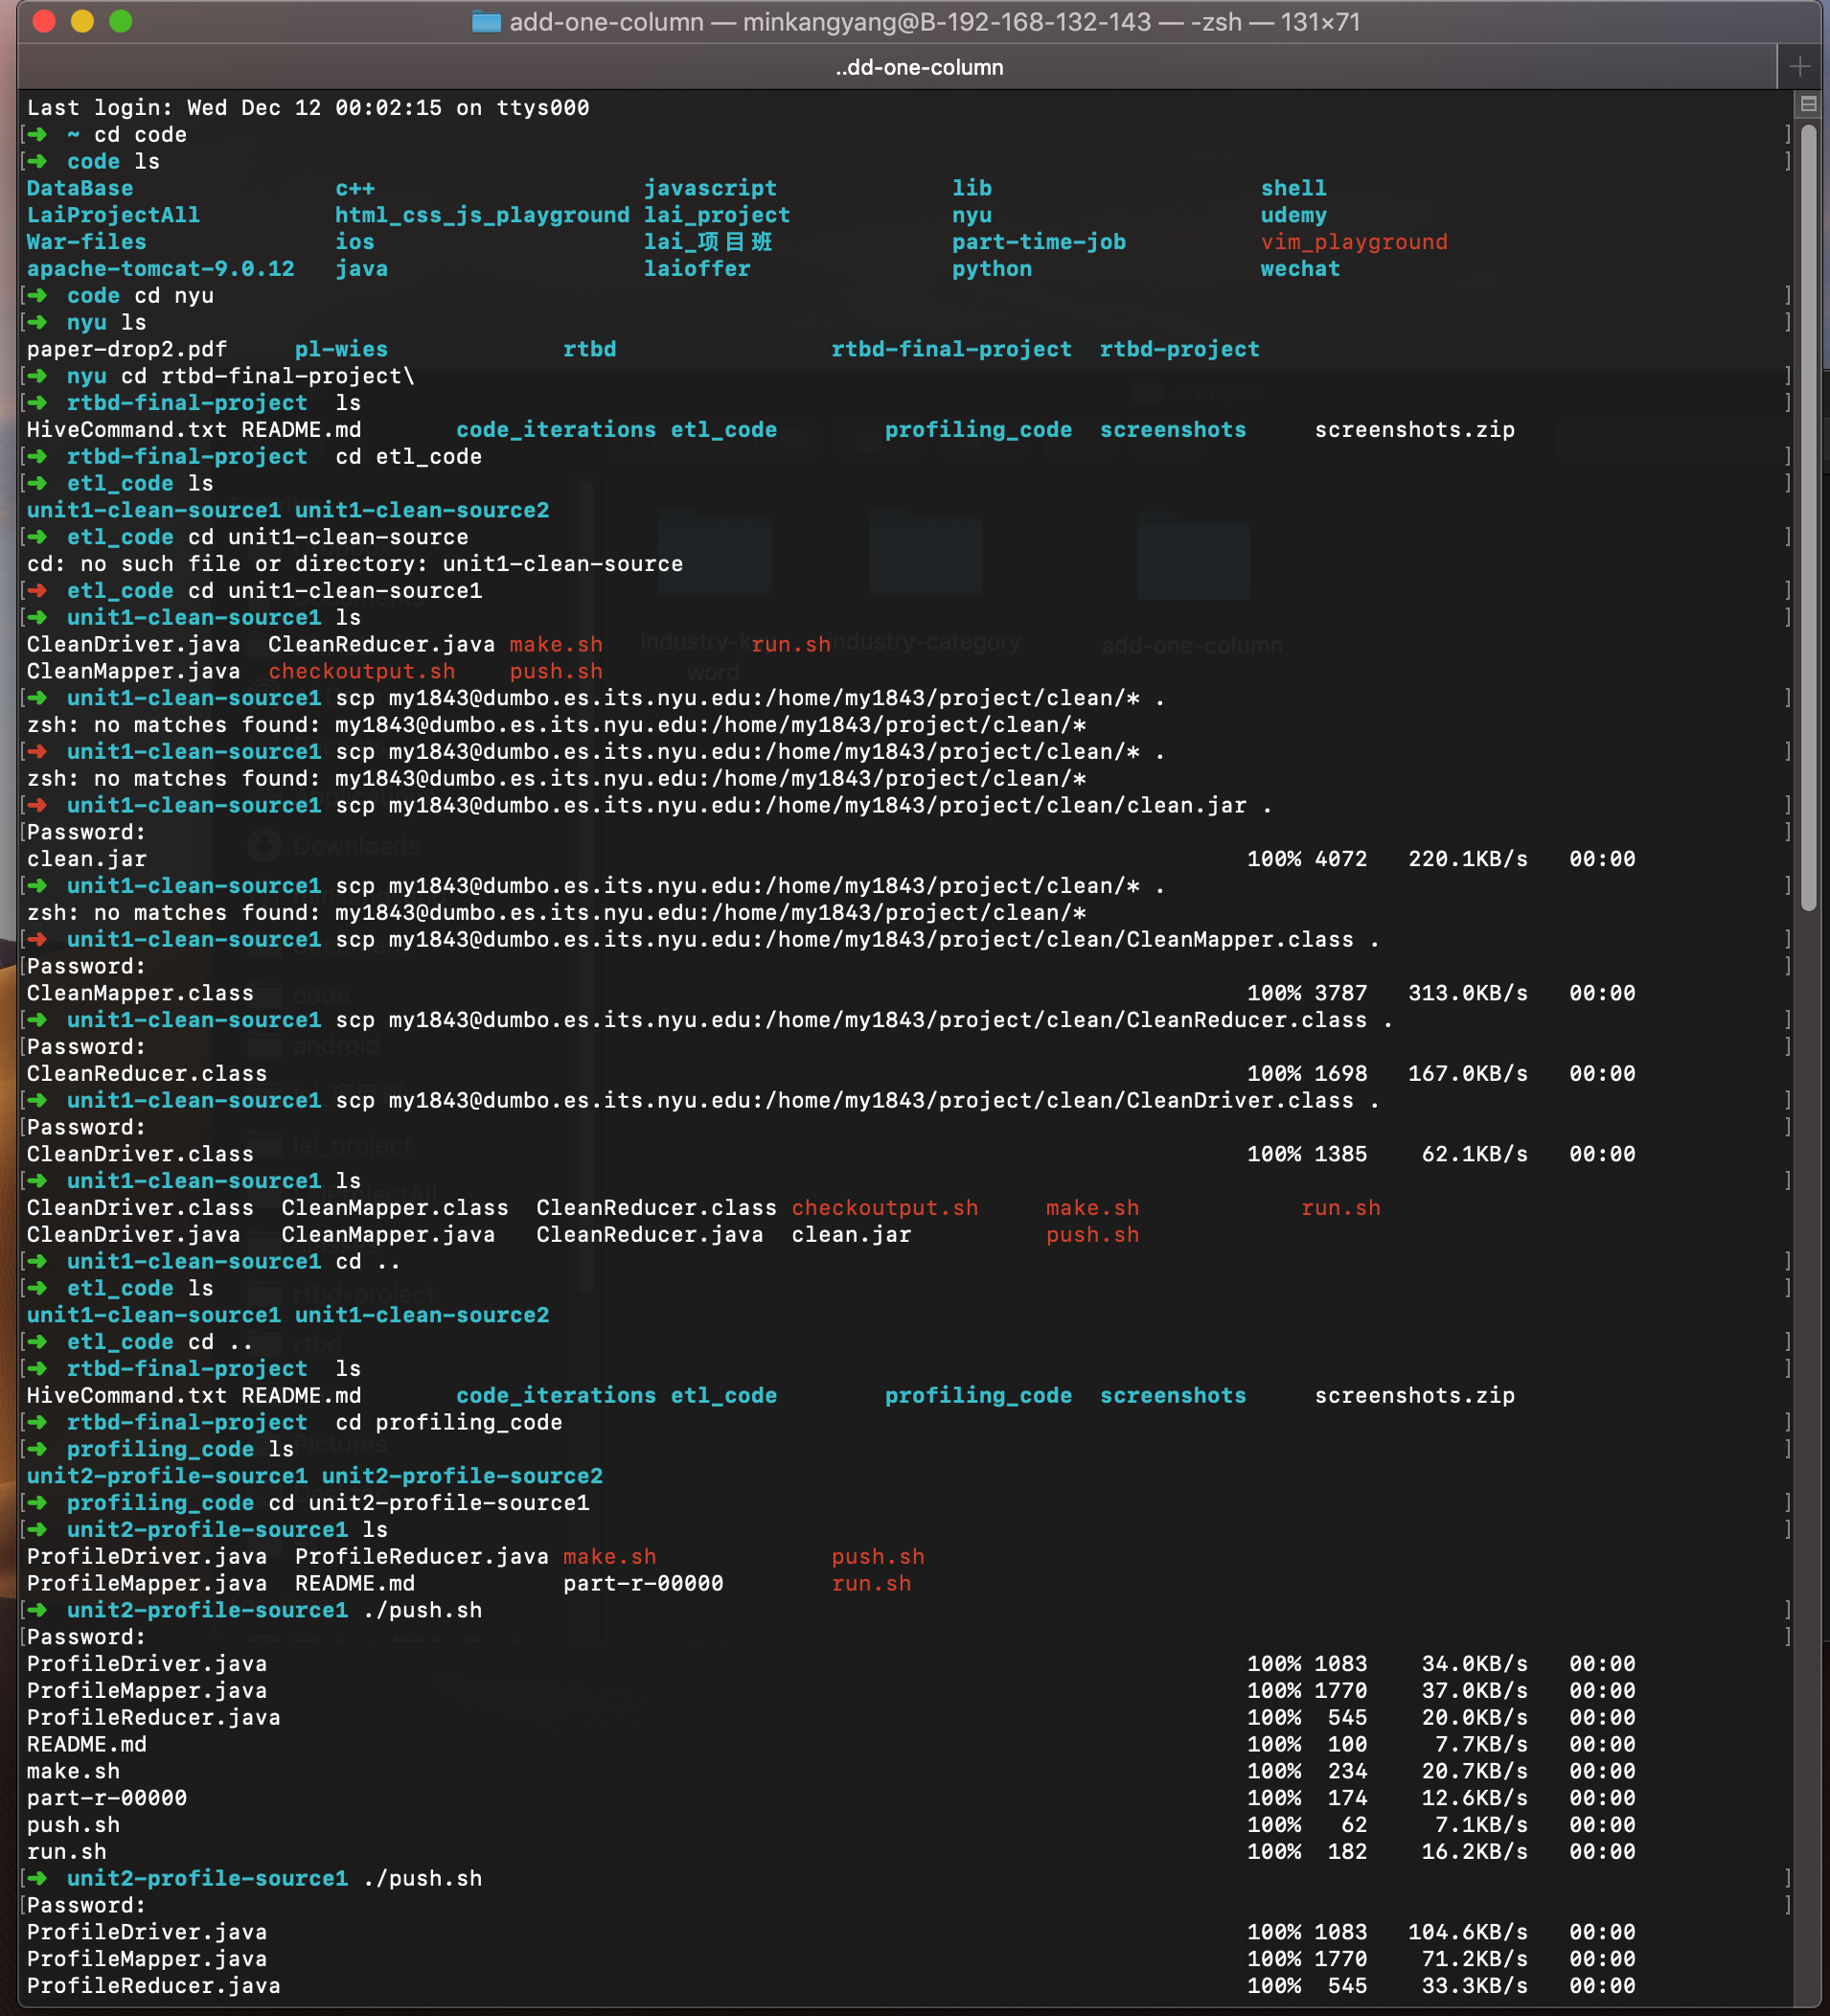 add-one-column — minkangyang@B-192-168-132-143 — -zsh — 131×71
..dd-one-column
Last login: Wed Dec 12 00:02:15 on ttys000
[➜ ~ cd code ]
[➜ code ls ]
DataBase c++ javascript lib shell
LaiProjectAll html_css_js_playground lai_project nyu udemy
War-files ios lai_项目班 part-time-job vim_playground
apache-tomcat-9.0.12 java laioffer python wechat
[➜ code cd nyu ]
[➜ nyu ls ]
paper-drop2.pdf pl-wies rtbd rtbd-final-project rtbd-project
[➜ nyu cd rtbd-final-project\ ]
[➜ rtbd-final-project ls ]
HiveCommand.txt README.md code_iterations etl_code profiling_code screenshots screenshots.zip
[➜ rtbd-final-project cd etl_code ]
[➜ etl_code ls ]
unit1-clean-source1 unit1-clean-source2
[➜ etl_code cd unit1-clean-source ]
cd: no such file or directory: unit1-clean-source
[➜ etl_code cd unit1-clean-source1 ]
[➜ unit1-clean-source1 ls ]
CleanDriver.java CleanReducer.java make.sh run.sh
CleanMapper.java checkoutput.sh push.sh
[➜ unit1-clean-source1 scp my1843@dumbo.es.its.nyu.edu:/home/my1843/project/clean/* . ]
zsh: no matches found: my1843@dumbo.es.its.nyu.edu:/home/my1843/project/clean/*
[➜ unit1-clean-source1 scp my1843@dumbo.es.its.nyu.edu:/home/my1843/project/clean/* . ]
zsh: no matches found: my1843@dumbo.es.its.nyu.edu:/home/my1843/project/clean/*
[➜ unit1-clean-source1 scp my1843@dumbo.es.its.nyu.edu:/home/my1843/project/clean/clean.jar . ]
[Password: ]
clean.jar 100% 4072 220.1KB/s 00:00
[➜ unit1-clean-source1 scp my1843@dumbo.es.its.nyu.edu:/home/my1843/project/clean/* . ]
zsh: no matches found: my1843@dumbo.es.its.nyu.edu:/home/my1843/project/clean/*
[➜ unit1-clean-source1 scp my1843@dumbo.es.its.nyu.edu:/home/my1843/project/clean/CleanMapper.class . ]
[Password: ]
CleanMapper.class 100% 3787 313.0KB/s 00:00
[➜ unit1-clean-source1 scp my1843@dumbo.es.its.nyu.edu:/home/my1843/project/clean/CleanReducer.class . ]
[Password: ]
CleanReducer.class 100% 1698 167.0KB/s 00:00
[➜ unit1-clean-source1 scp my1843@dumbo.es.its.nyu.edu:/home/my1843/project/clean/CleanDriver.class . ]
[Password: ]
CleanDriver.class 100% 1385 62.1KB/s 00:00
[➜ unit1-clean-source1 ls ]
CleanDriver.class CleanMapper.class CleanReducer.class checkoutput.sh make.sh run.sh
CleanDriver.java CleanMapper.java CleanReducer.java clean.jar push.sh
[➜ unit1-clean-source1 cd .. ]
[➜ etl_code ls ]
unit1-clean-source1 unit1-clean-source2
[➜ etl_code cd .. ]
[➜ rtbd-final-project ls ]
HiveCommand.txt README.md code_iterations etl_code profiling_code screenshots screenshots.zip
[➜ rtbd-final-project cd profiling_code ]
[➜ profiling_code ls ]
unit2-profile-source1 unit2-profile-source2
[➜ profiling_code cd unit2-profile-source1 ]
[➜ unit2-profile-source1 ls ]
ProfileDriver.java ProfileReducer.java make.sh push.sh
ProfileMapper.java README.md part-r-00000 run.sh
[➜ unit2-profile-source1 ./push.sh ]
[Password: ]
ProfileDriver.java 100% 1083 34.0KB/s 00:00
ProfileMapper.java 100% 1770 37.0KB/s 00:00
ProfileReducer.java 100% 545 20.0KB/s 00:00
README.md 100% 100 7.7KB/s 00:00
make.sh 100% 234 20.7KB/s 00:00
part-r-00000 100% 174 12.6KB/s 00:00
push.sh 100% 62 7.1KB/s 00:00
run.sh 100% 182 16.2KB/s 00:00
[➜ unit2-profile-source1 ./push.sh ]
[Password: ]
ProfileDriver.java 100% 1083 104.6KB/s 00:00
ProfileMapper.java 100% 1770 71.2KB/s 00:00
ProfileReducer.java 100% 545 33.3KB/s 00:00